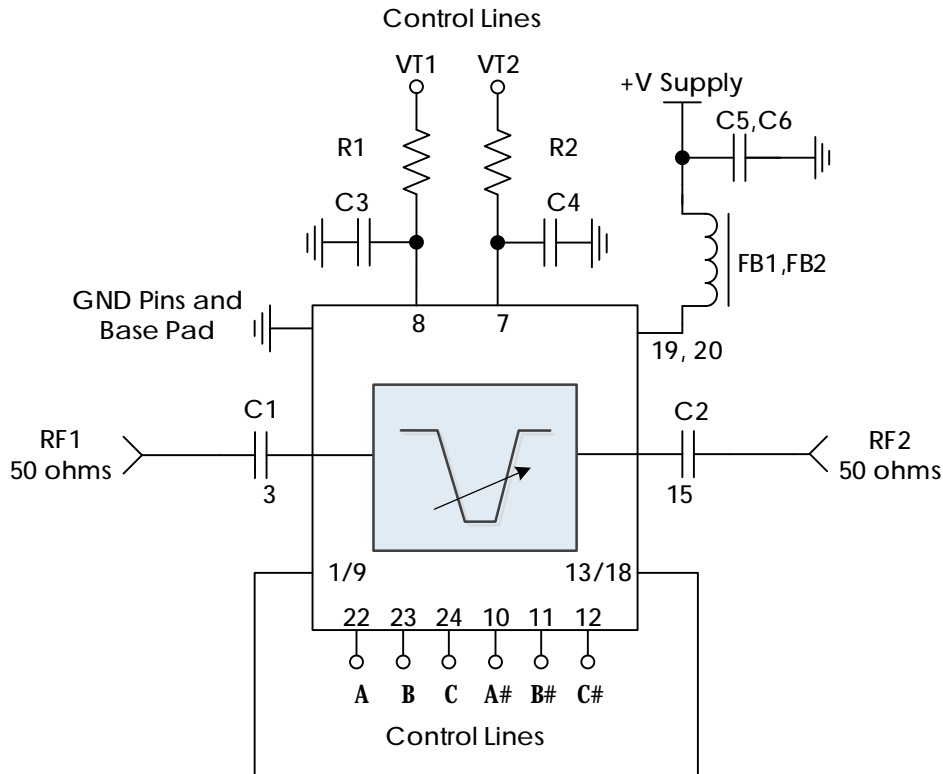 Control Lines
VT1 VT2
+V Supply
C5,C6
R1 R2
C3 C4
FB1,FB2
GND Pins and
Base Pad
8 7
19, 20
C1 C2
RF1
50 ohms
RF2
50 ohms
3 15
1/9 13/18
22 23 24 10 11 12
A B C A# B# C#
Control Lines